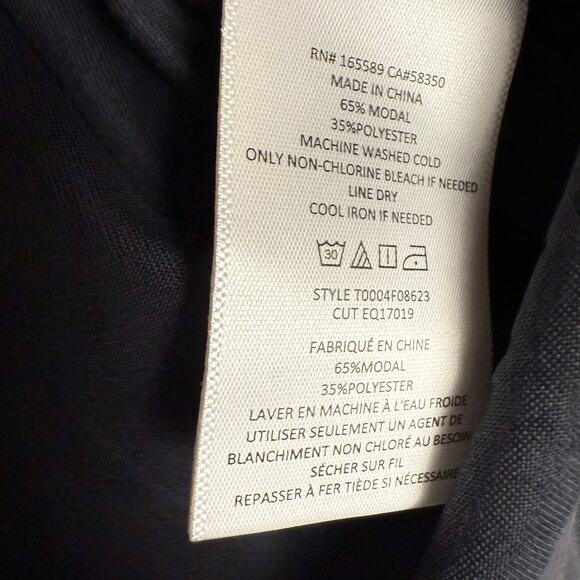 RN# 165589 CA#58350
MADE IN CHINA
65% MODAL
35%POLYESTER
MACHINE WASHED COLD
ONLY NON-CHLORINE BLEACH IF NEEDED
LINE DRY
COOL IRON IF NEEDED
30
STYLE T0004F08623
CUT EQ17019
FABRIQUÉ EN CHINE
65%MODAL
35%POLYESTER
LAVER EN MACHINE À L'EAU FROIDE
UTILISER SEULEMENT UN AGENT DE
BLANCHIMENT NON CHLORÉ AU BESOIN
SÉCHER SUR FIL
REPASSER À FER TIÈDE SI NÉCESSAIRE